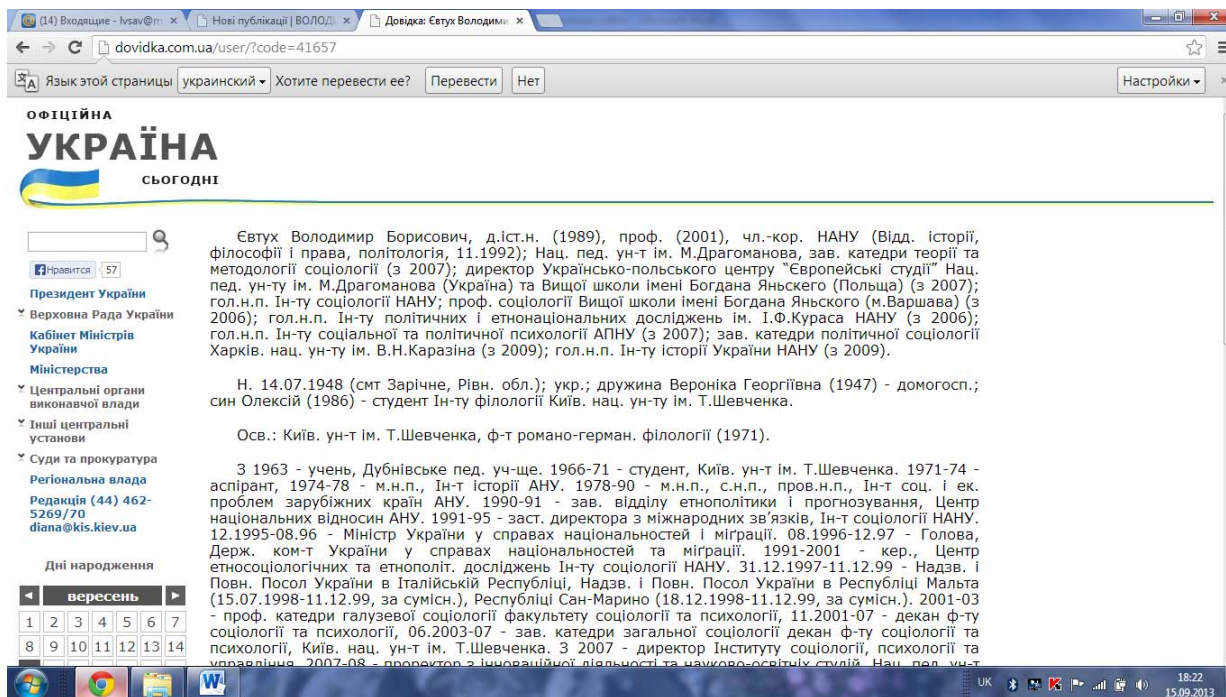 (14) Входящие - lvsav@m
Нові публікації | ВОЛОД
Довідка: Євтух Володими
dovidka.com.ua/user/?code=41657
Язык этой страницы украинский Хотите перевести ее? Перевести Нет Настройки
ОФІЦІЙНА
УКРАЇНА
СЬОГОДНІ
Нравится 57
Президент України
Верховна Рада України
Кабінет Міністрів
України
Міністерства
Центральні органи
виконавчої влади
Інші центральні
установи
Суди та прокуратура
Регіональна влада
Редакція (44) 462-
5269/70
diana@kis.kiev.ua
Дні народження
вересень
1 2 3 4 5 6 7
8 9 10 11 12 13 14
Євтух Володимир Борисович, д.іст.н. (1989), проф. (2001), чл.-кор. НАНУ (Відд. історії,
філософії і права, політологія, 11.1992); Нац. пед. ун-т ім. М.Драгоманова, зав. катедри теорії та
методології соціології (з 2007); директор Українсько-польського центру "Європейські студії" Нац.
пед. ун-ту ім. М.Драгоманова (Україна) та Вищої школи імені Богдана Яньского (Польща) (з 2007);
гол.н.п. Ін-ту соціології НАНУ; проф. соціології Вищої школи імені Богдана Яньского (м.Варшава) (з
2006); гол.н.п. Ін-ту політичних і етнонаціональних досліджень ім. І.Ф.Кураса НАНУ (з 2006);
гол.н.п. Ін-ту соціальної та політичної психології АПНУ (з 2007); зав. катедри політичної соціології
Харків. нац. ун-ту ім. В.Н.Каразіна (з 2009); гол.н.п. Ін-ту історії України НАНУ (з 2009).
Н. 14.07.1948 (смт Зарічне, Рівн. обл.); укр.; дружина Вероніка Георгіївна (1947) - домогосп.;
син Олексій (1986) - студент Ін-ту філології Київ. нац. ун-ту ім. Т.Шевченка.
Осв.: Київ. ун-т ім. Т.Шевченка, ф-т романо-герман. філології (1971).
З 1963 - учень, Дубнівське пед. уч-ще. 1966-71 - студент, Київ. ун-т ім. Т.Шевченка. 1971-74 -
аспірант, 1974-78 - м.н.п., Ін-т історії АНУ. 1978-90 - м.н.п., с.н.п., пров.н.п., Ін-т соц. і ек.
проблем зарубіжних країн АНУ. 1990-91 - зав. відділу етнополітики і прогнозування, Центр
національних відносин АНУ. 1991-95 - заст. директора з міжнародних зв'язків, Ін-т соціології НАНУ.
12.1995-08.96 - Міністр України у справах національностей і міґрації. 08.1996-12.97 - Голова,
Держ. ком-т України у справах національностей та міґрації. 1991-2001 - кер., Центр
етносоціологічних та етнополіт. досліджень Ін-ту соціології НАНУ. 31.12.1997-11.12.99 - Надзв. і
Повн. Посол України в Італійській Республіці, Надзв. і Повн. Посол України в Республіці Мальта
(15.07.1998-11.12.99, за сумісн.), Республіці Сан-Марино (18.12.1998-11.12.99, за сумісн.). 2001-03
- проф. катедри галузевої соціології факультету соціології та психології, 11.2001-07 - декан ф-ту
соціології та психології, 06.2003-07 - зав. катедри загальної соціології декан ф-ту соціології та
психології, Київ. нац. ун-т ім. Т.Шевченка. З 2007 - директор Інституту соціології, психології та
управління, 2007-08 - проректор з інноваційної діяльності та науково-освітніх студій, Нац. пед. ун-т
UK
18:22
15.09.2013